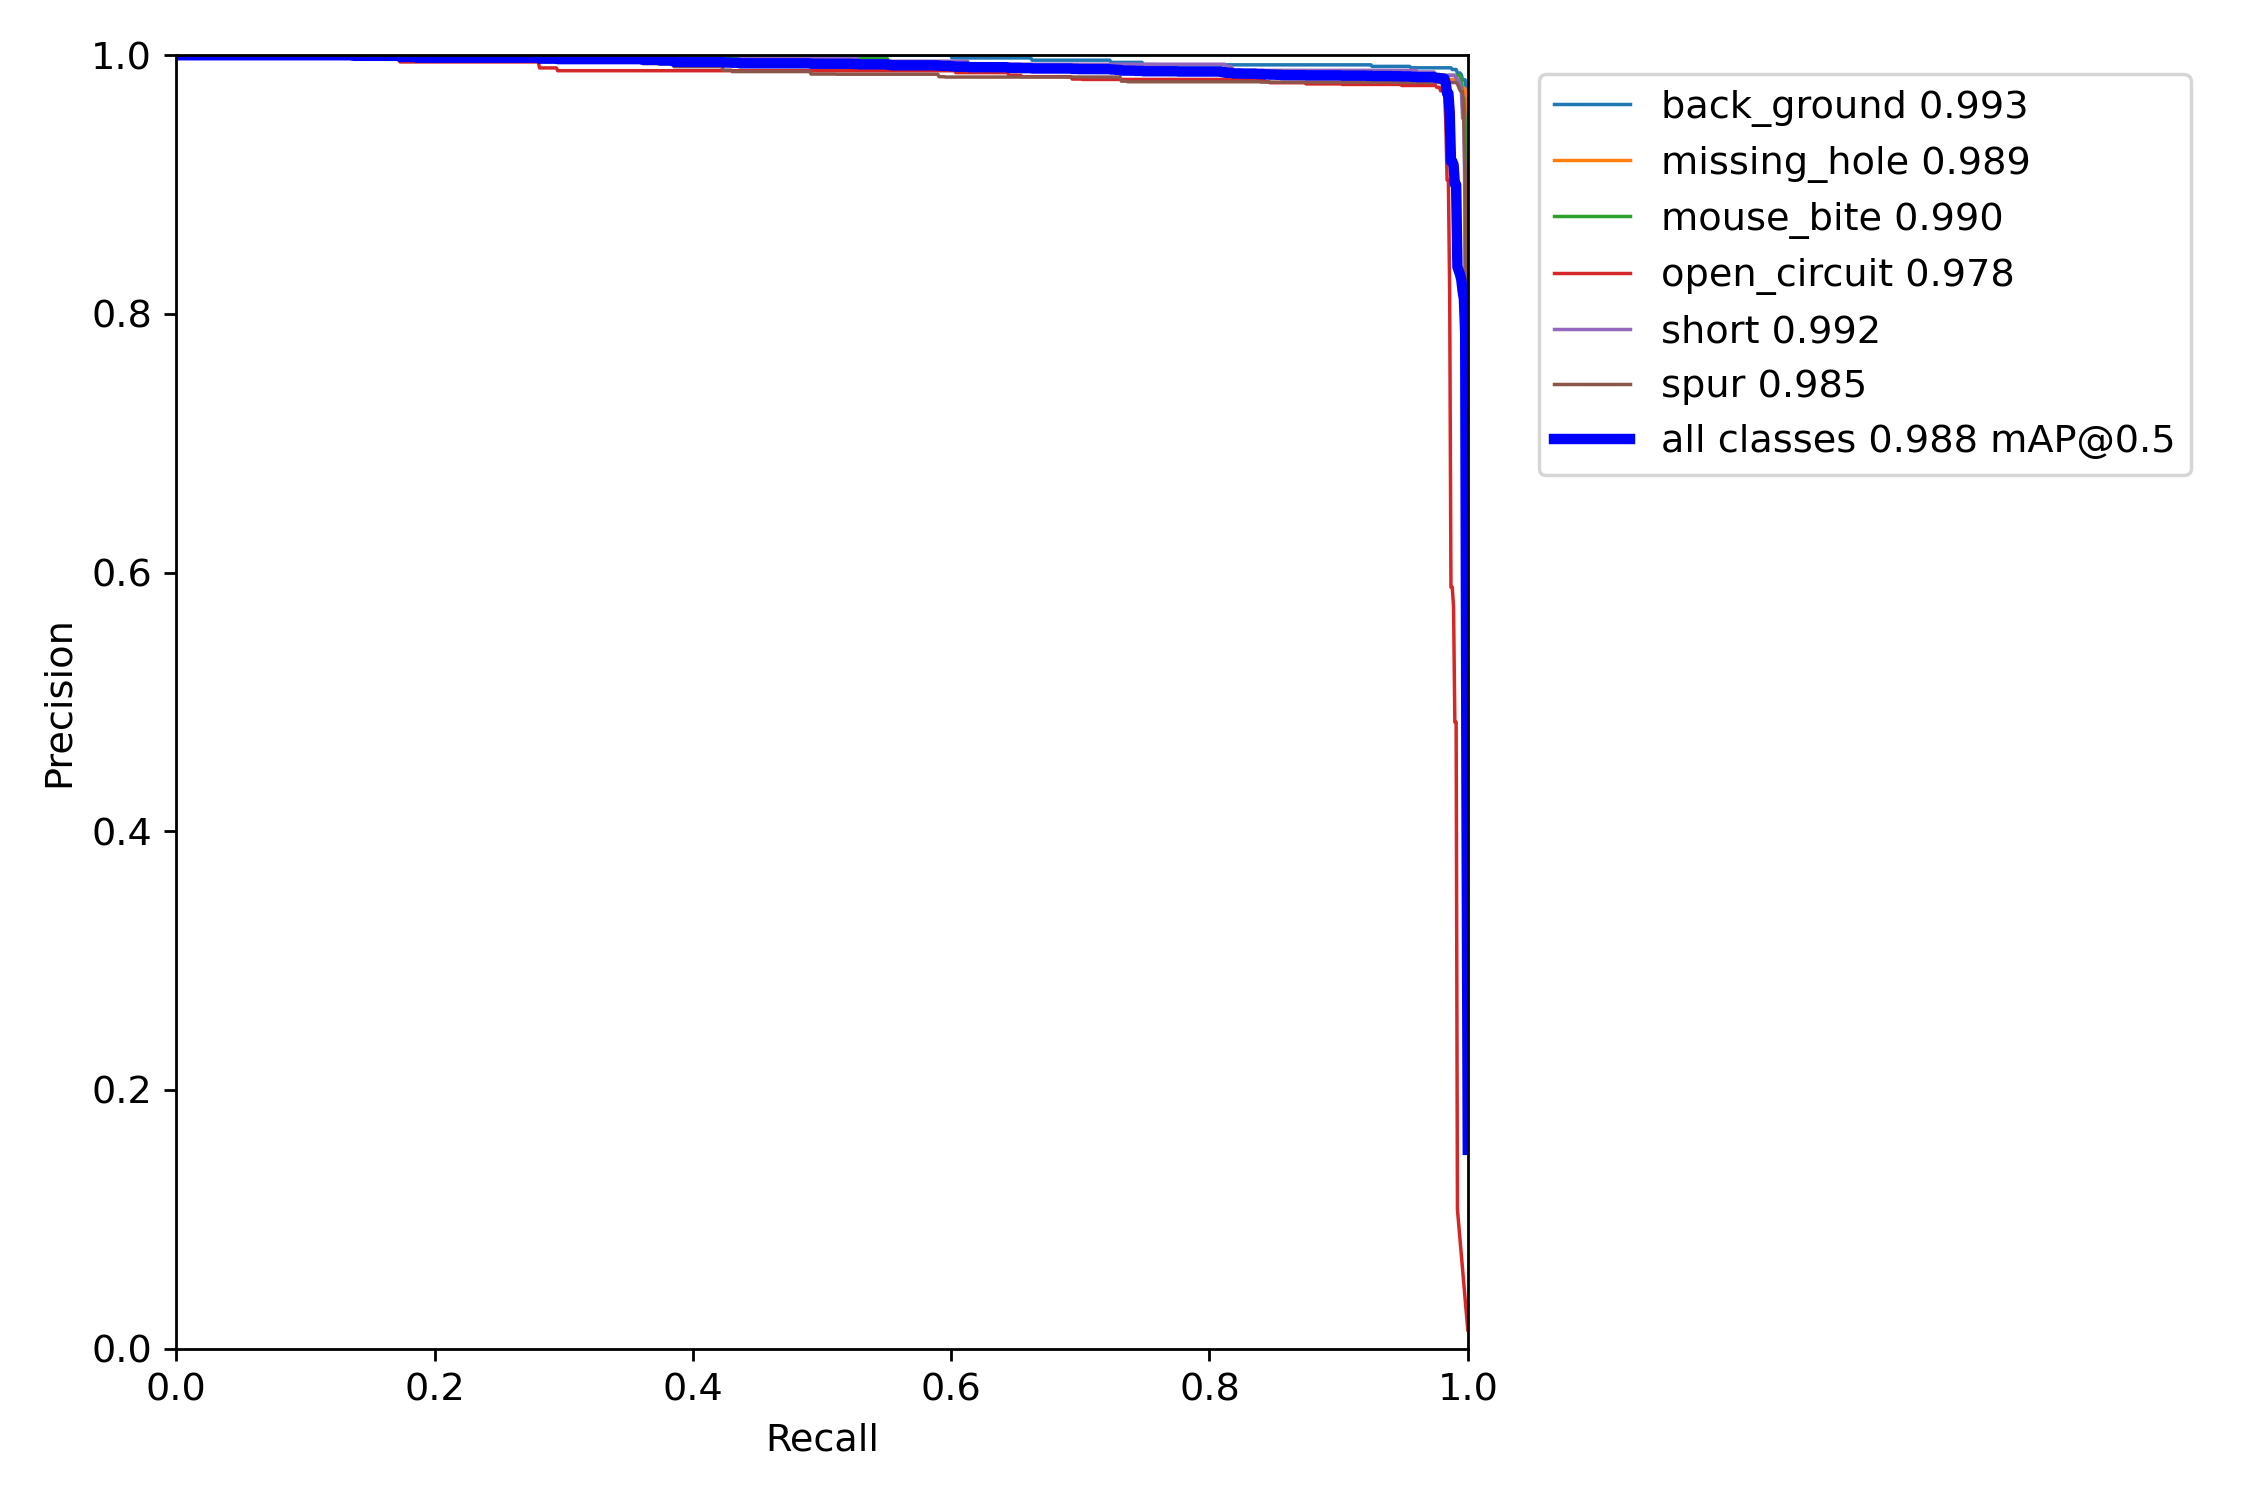 1.0
0.8
0.6
0.4
0.2
0.0
Precision
0.0 0.2 0.4 0.6 0.8 1.0
Recall
back_ground 0.993
missing_hole 0.989
mouse_bite 0.990
open_circuit 0.978
short 0.992
spur 0.985
all classes 0.988 mAP@0.5